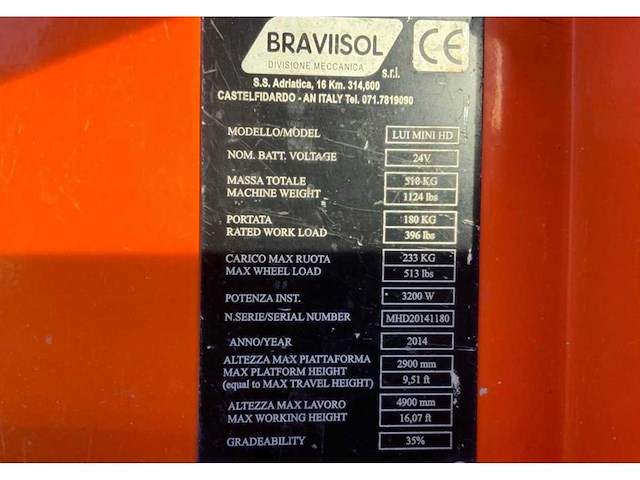 BRAVIISOL
DIVISIONE MECCANICA
s.r.l.
CE
S.S. Adriatica, 16 Km. 314,600
CASTELFIDARDO - AN ITALY Tel. 071.7819090
MODELLO/MODEL LUI MINI HD
NOM. BATT. VOLTAGE 24V
MASSA TOTALE 510 KG
MACHINE WEIGHT 1124 lbs
PORTATA 180 KG
RATED WORK LOAD 396 lbs
CARICO MAX RUOTA 233 KG
MAX WHEEL LOAD 513 lbs
POTENZA INST. 3200 W
N.SERIE/SERIAL NUMBER MHD20141180
ANNO/YEAR 2014
ALTEZZA MAX PIATTAFORMA 2900 mm
MAX PLATFORM HEIGHT
(equal to MAX TRAVEL HEIGHT) 9,51 ft
ALTEZZA MAX LAVORO 4900 mm
MAX WORKING HEIGHT 16,07 ft
GRADEABILITY 35%